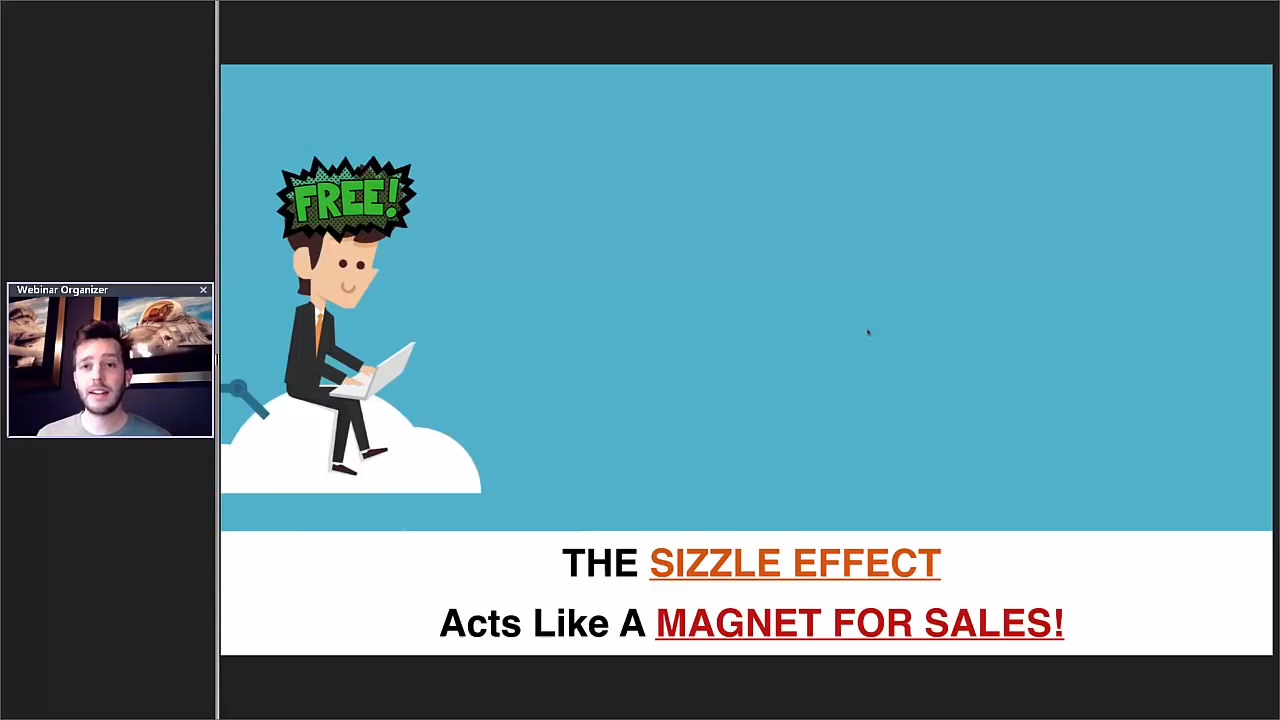 Webinar Organizer
FREE!
THE SIZZLE EFFECT
Acts Like A MAGNET FOR SALES!